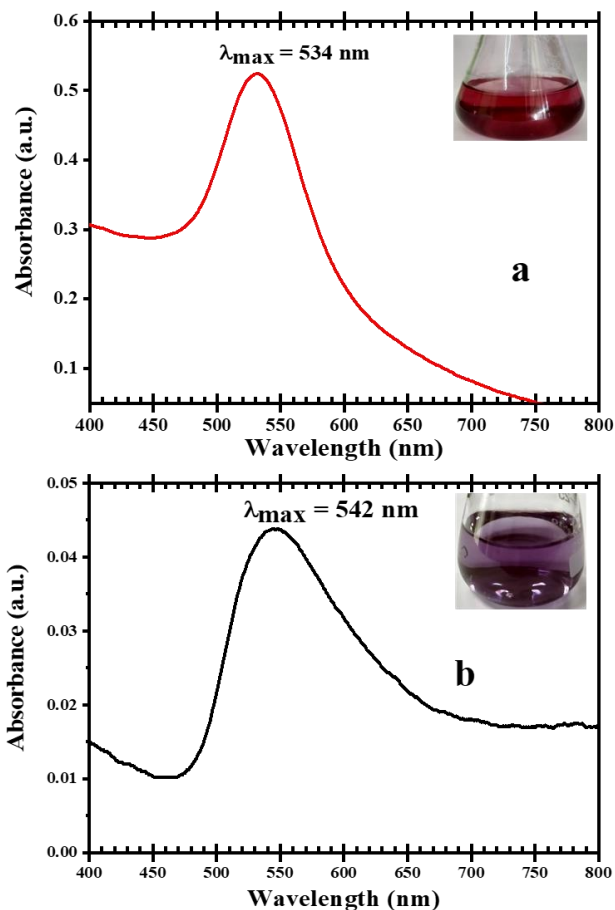 0.6
λmax = 534 nm
0.5
0.4
0.3
0.2
0.1
Absorbance (a.u.)
a
400 450 500 550 600 650 700 750 800
Wavelength (nm)
0.05
λmax = 542 nm
0.04
0.03
0.02
0.01
0.00
Absorbance (a.u.)
b
400 450 500 550 600 650 700 750 800
Wavelength (nm)